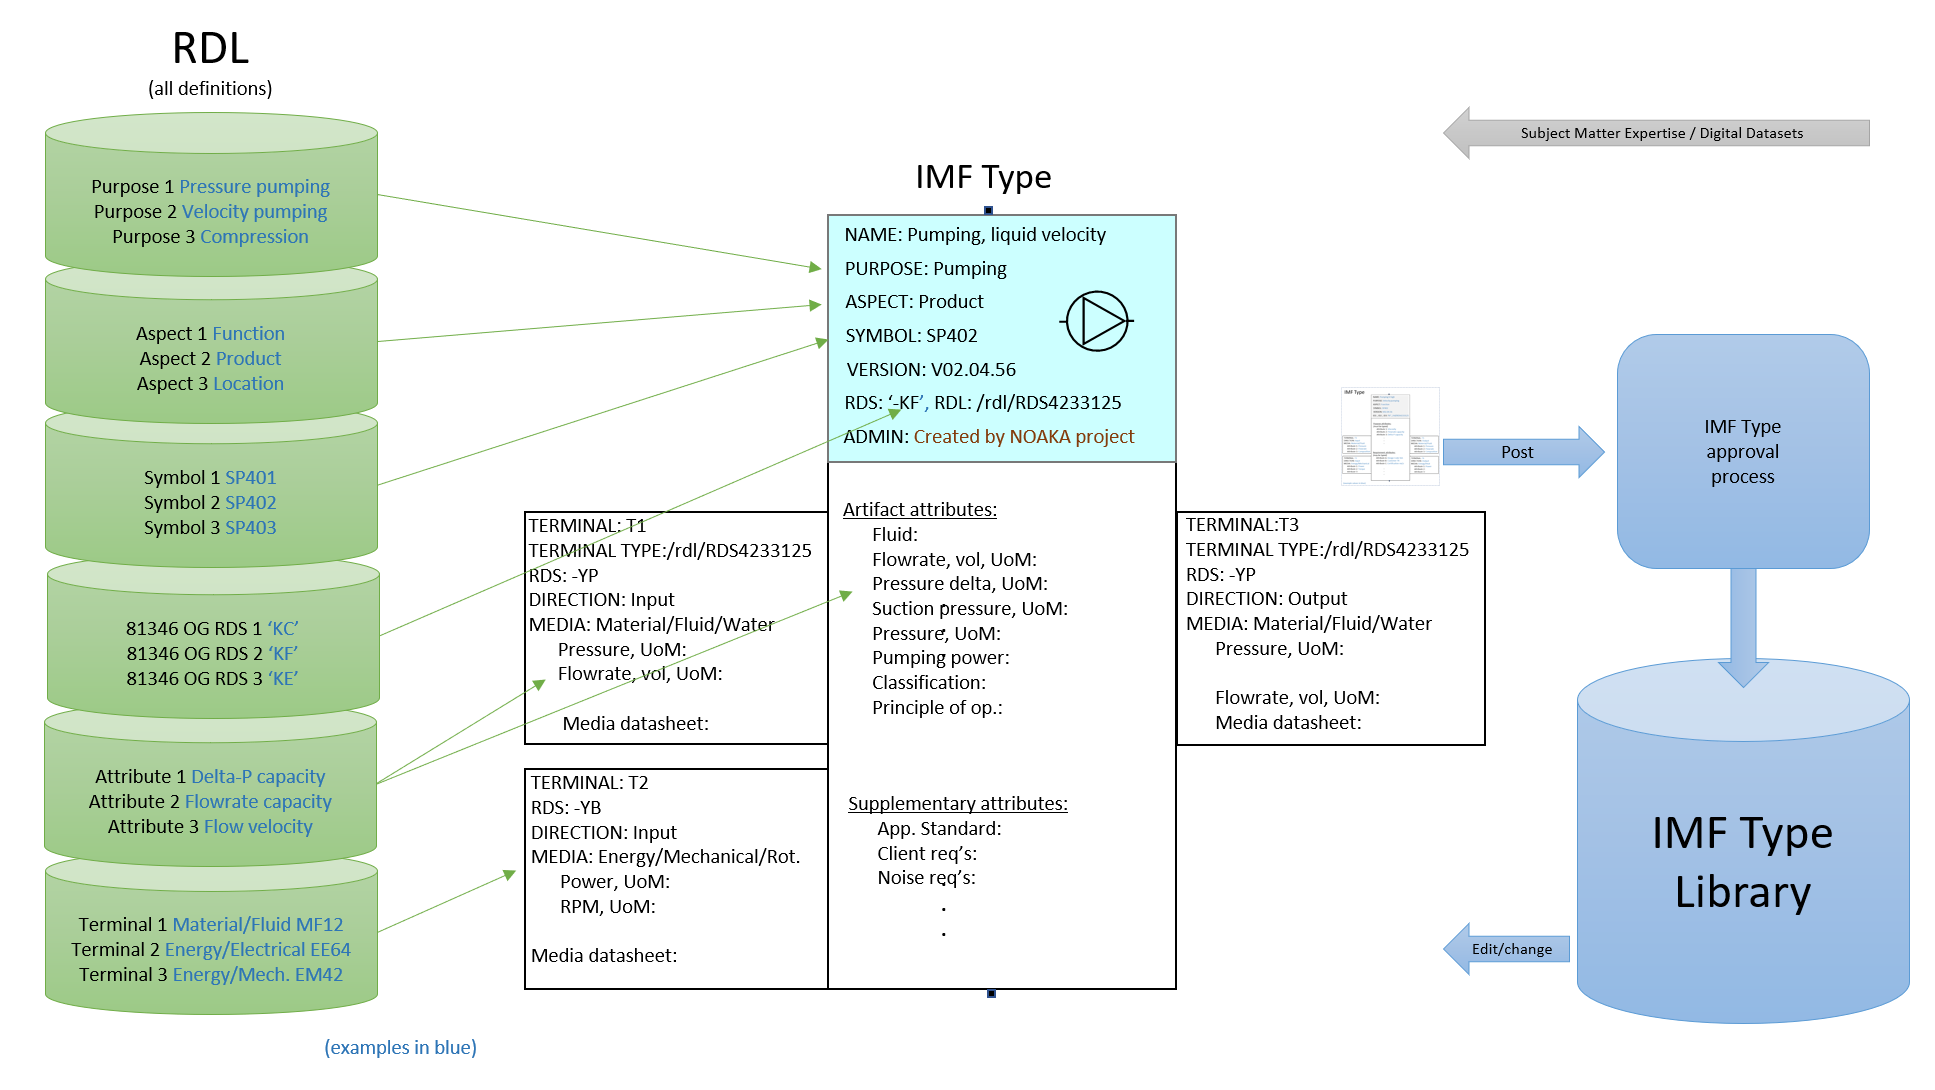 RDL
(all definitions)
Purpose 1 Pressure pumping
Purpose 2 Velocity pumping
Purpose 3 Compression
Aspect 1 Function
Aspect 2 Product
Aspect 3 Location
Symbol 1 SP401
Symbol 2 SP402
Symbol 3 SP403
81346 OG RDS 1 ‘KC’
81346 OG RDS 2 ‘KF’
81346 OG RDS 3 ‘KE’
Attribute 1 Delta-P capacity
Attribute 2 Flowrate capacity
Attribute 3 Flow velocity
Terminal 1 Material/Fluid MF12
Terminal 2 Energy/Electrical EE64
Terminal 3 Energy/Mech. EM42
(examples in blue)
IMF Type
NAME: Pumping, liquid velocity
PURPOSE: Pumping
ASPECT: Product
SYMBOL: SP402
VERSION: V02.04.56
RDS: ‘-KF’, RDL: /rdl/RDS4233125
ADMIN: Created by NOAKA project
Artifact attributes:
Fluid:
Flowrate, vol, UoM:
Pressure delta, UoM:
Suction pressure, UoM:
Pressure, UoM:
Pumping power:
Classification:
Principle of op.:
Supplementary attributes:
App. Standard:
Client req’s:
Noise req’s:
.
.
TERMINAL: T1
TERMINAL TYPE:/rdl/RDS4233125
RDS: -YP
DIRECTION: Input
MEDIA: Material/Fluid/Water
Pressure, UoM:
Flowrate, vol, UoM:
Media datasheet:
TERMINAL: T2
RDS: -YB
DIRECTION: Input
MEDIA: Energy/Mechanical/Rot.
Power, UoM:
RPM, UoM:
Media datasheet:
TERMINAL:T3
TERMINAL TYPE:/rdl/RDS4233125
RDS: -YP
DIRECTION: Output
MEDIA: Material/Fluid/Water
Pressure, UoM:
Flowrate, vol, UoM:
Media datasheet:
Subject Matter Expertise / Digital Datasets
IMF Type
Post
IMF Type
approval
process
IMF Type
Library
Edit/change